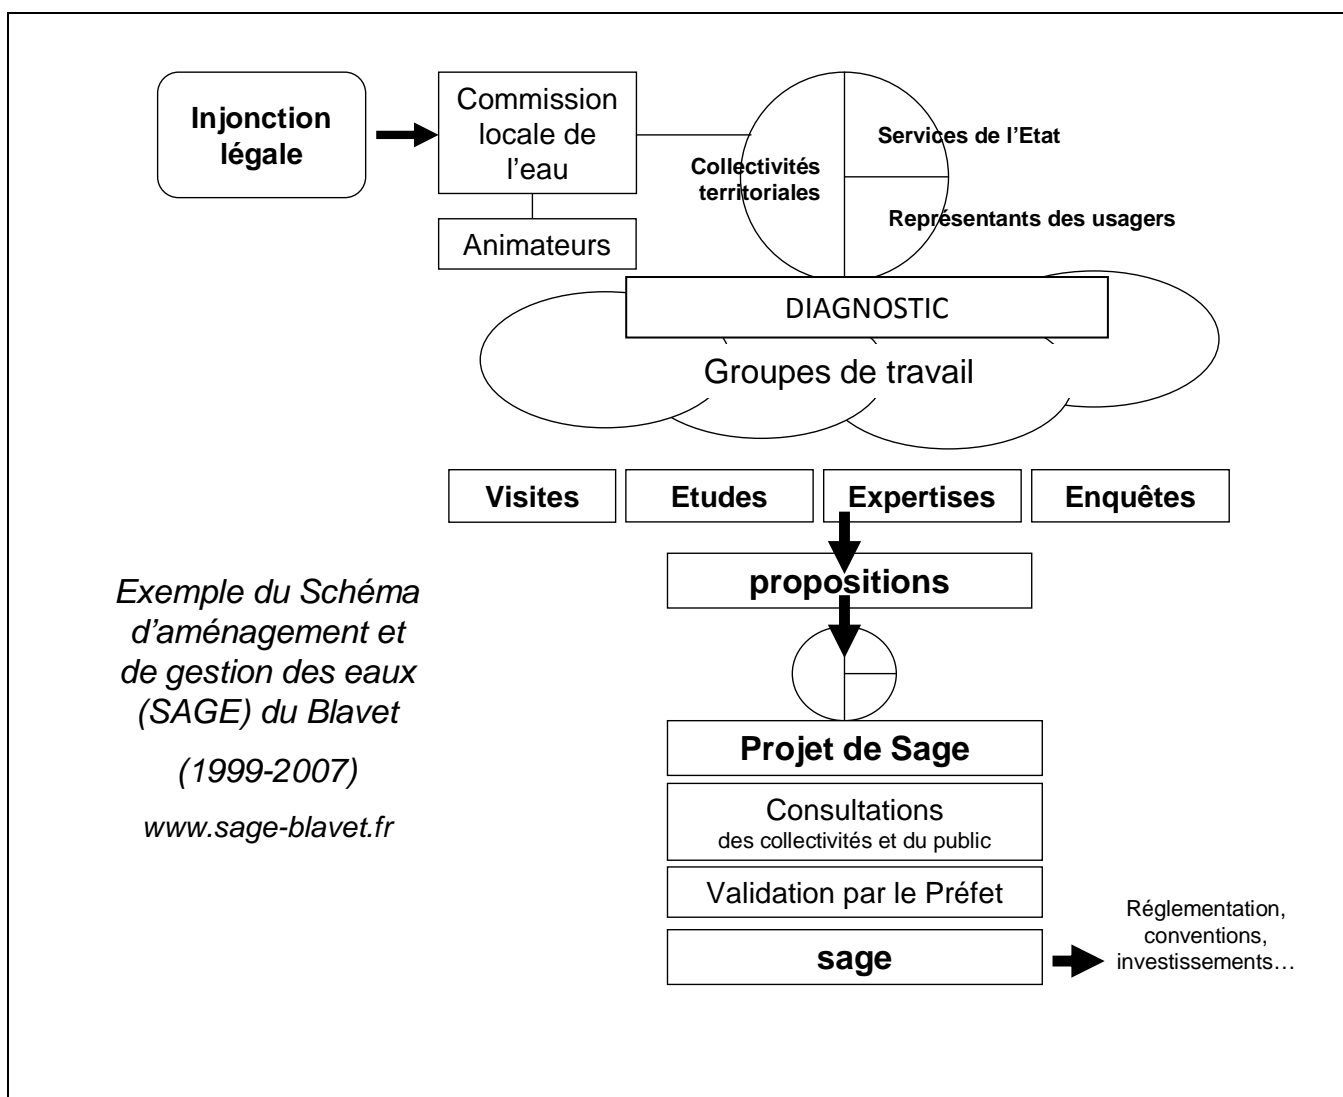 Injonction
légale
Commission
locale de
l'eau
Animateurs
Services de l'Etat
Collectivités
territoriales
Représentants des usagers
DIAGNOSTIC
Groupes de travail
Visites
Etudes
Expertises
Enquêtes
propositions
Exemple du Schéma
d'aménagement et
de gestion des eaux
(SAGE) du Blavet
(1999-2007)
www.sage-blavet.fr
Projet de Sage
Consultations
des collectivités et du public
Validation par le Préfet
sage
Réglementation,
conventions,
investissements…